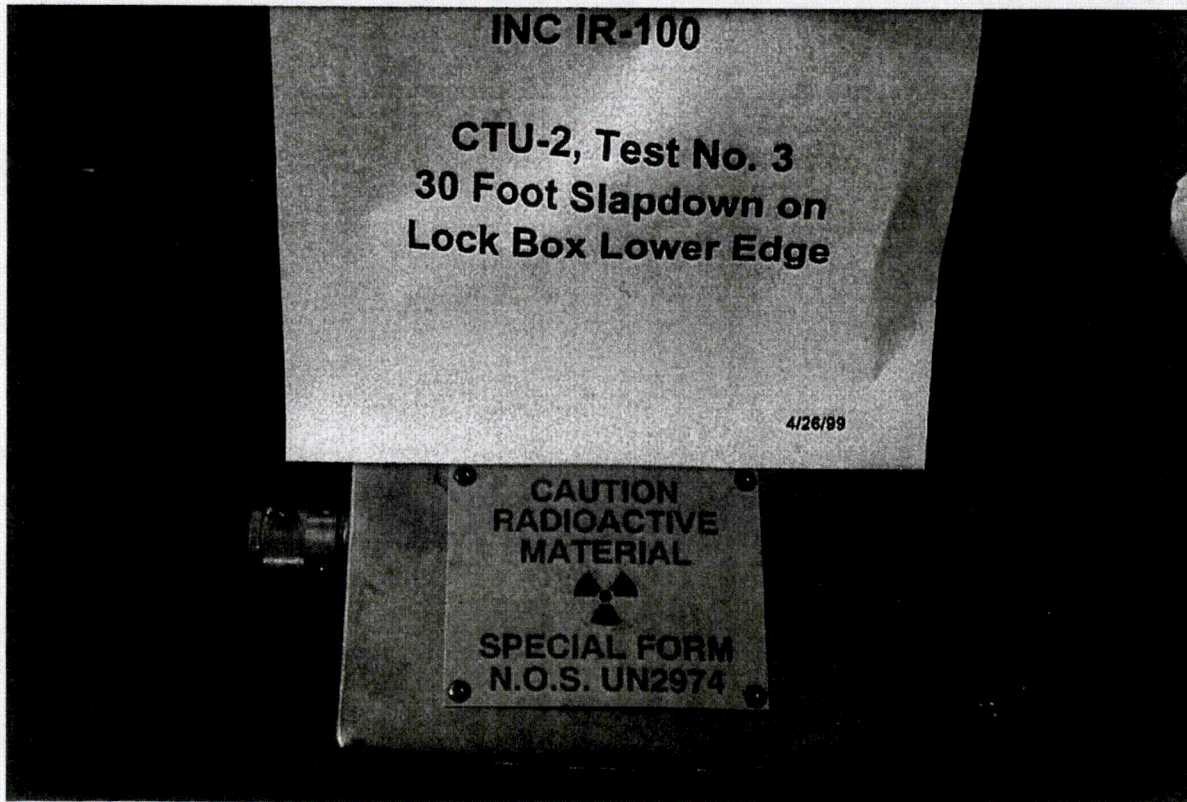 INC IR-100
CTU-2, Test No. 3
30 Foot Slapdown on
Lock Box Lower Edge
4/26/99
CAUTION
RADIOACTIVE
MATERIAL
SPECIAL FORM
N.O.S. UN2974